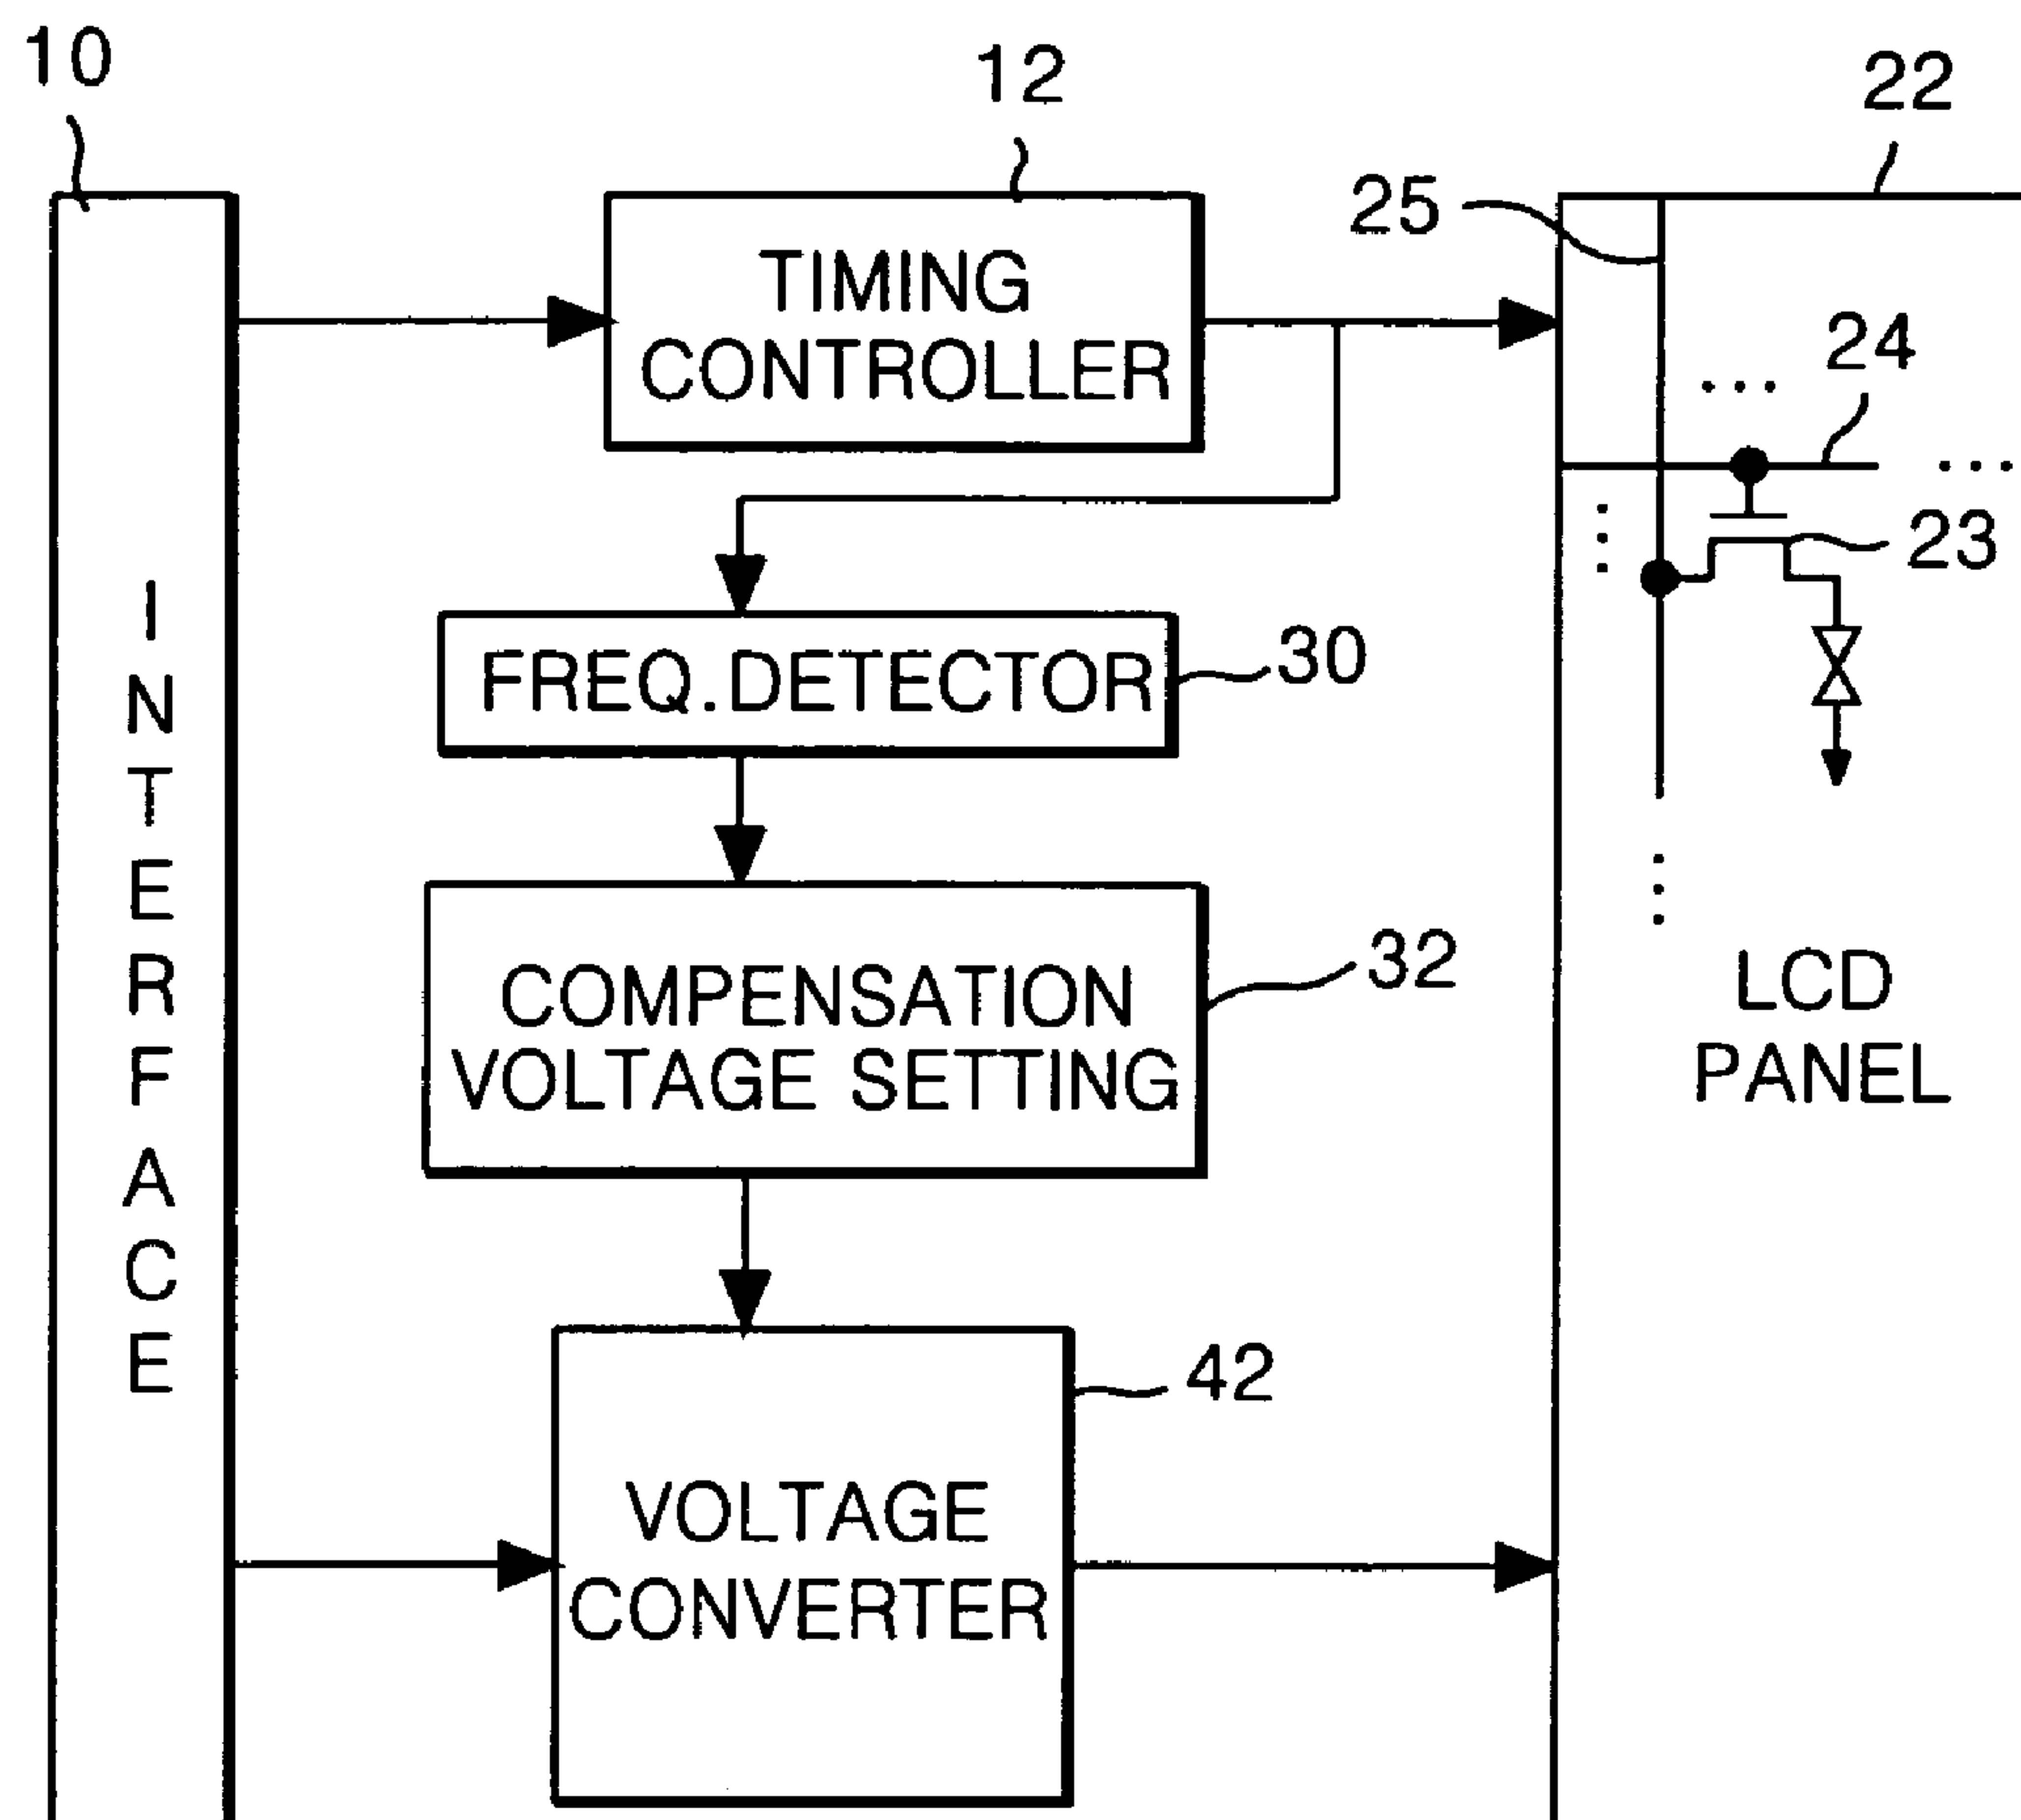 10
12
22
25
TIMING
CONTROLLER
24
23
FREQ.DETECTOR
30
INTERFACE
COMPENSATION
VOLTAGE SETTING
32
LCD
PANEL
42
VOLTAGE
CONVERTER